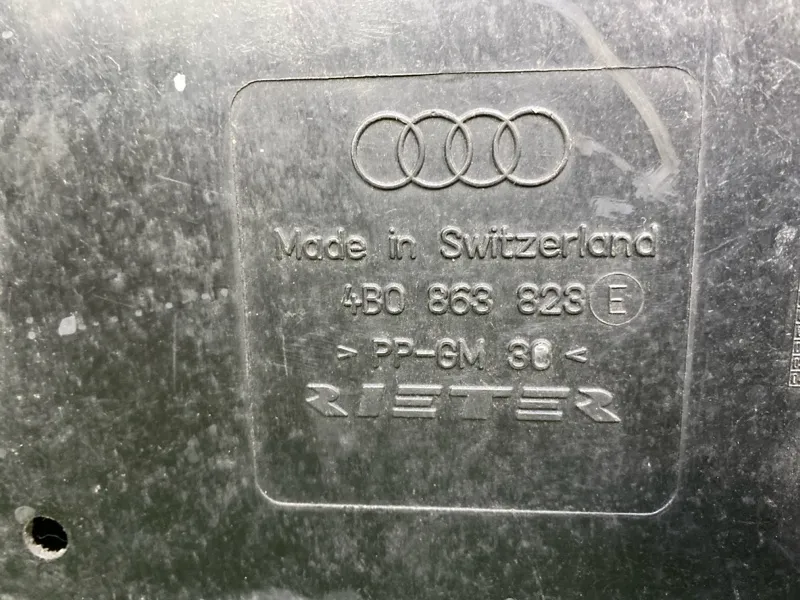 Made in Switzerland
4B0 863 823 E
> PP-GM 30 <
RIETER